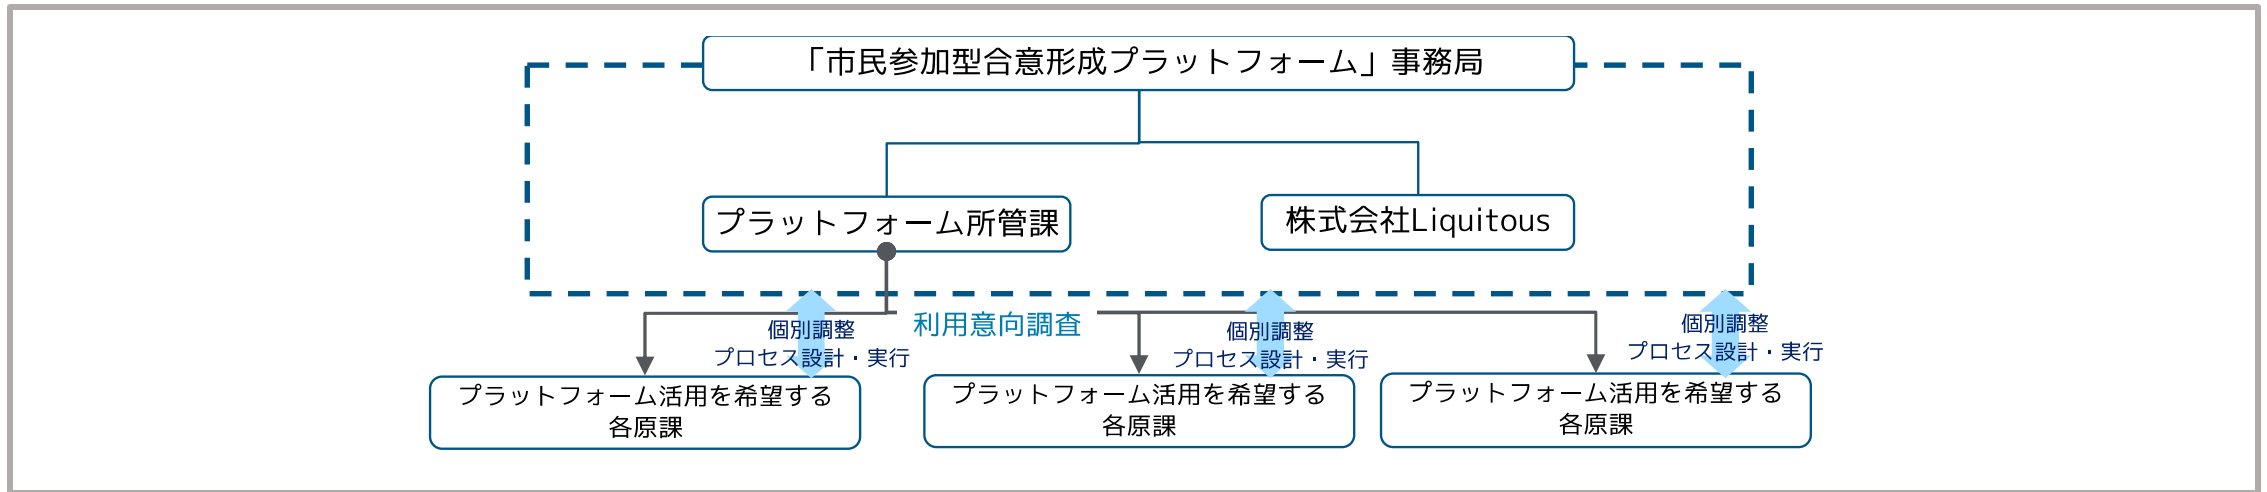 「市民参加型合意形成プラットフォーム」事務局
プラットフォーム所管課
株式会社Liquitous
利用意向調査
個別調整
プロセス設計・実行
個別調整
プロセス設計・実行
個別調整
プロセス設計・実行
プラットフォーム活用を希望する
各原課
プラットフォーム活用を希望する
各原課
プラットフォーム活用を希望する
各原課